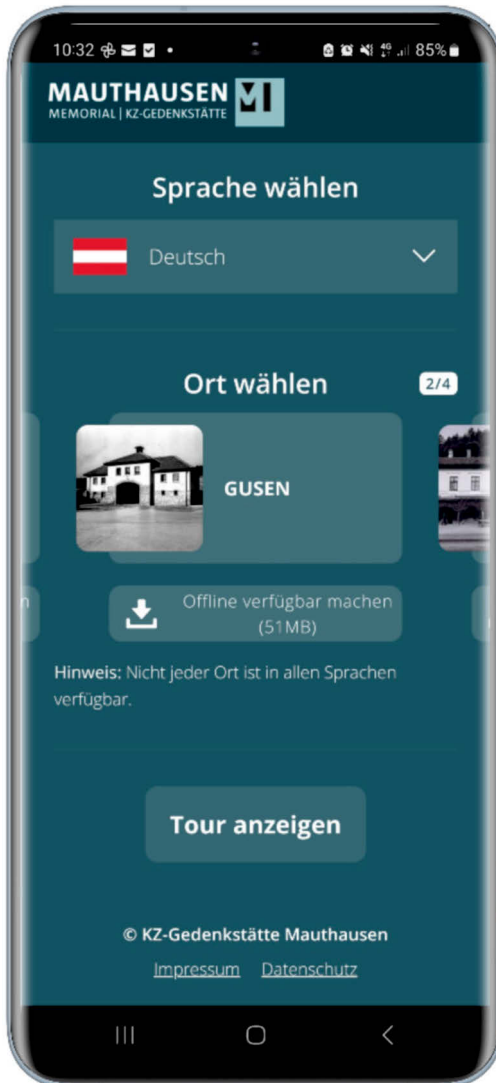 10:32
4G 85%
MAUTHAUSEN
MEMORIAL | KZ-GEDENKSTÄTTE
Sprache wählen
Deutsch
Ort wählen 2/4
GUSEN
n
Offline verfügbar machen
(51MB)
Hinweis: Nicht jeder Ort ist in allen Sprachen
verfügbar.
Tour anzeigen
© KZ-Gedenkstätte Mauthausen
Impressum Datenschutz